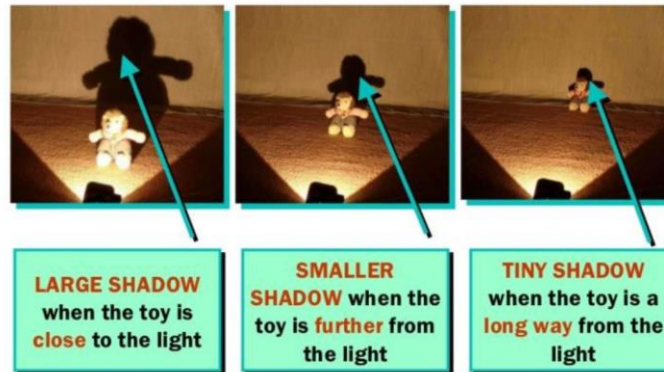 LARGE SHADOW
when the toy is
close to the light
SMALLER
SHADOW when the
toy is further from
the light
TINY SHADOW
when the toy is a
long way from the
light